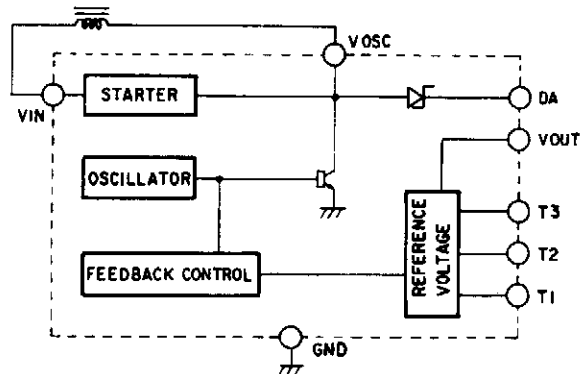 VOSC
VIN
STARTER
DA
VOUT
OSCILLATOR
REFERENCE
VOLTAGE
T3
T2
FEEDBACK CONTROL
T1
GND